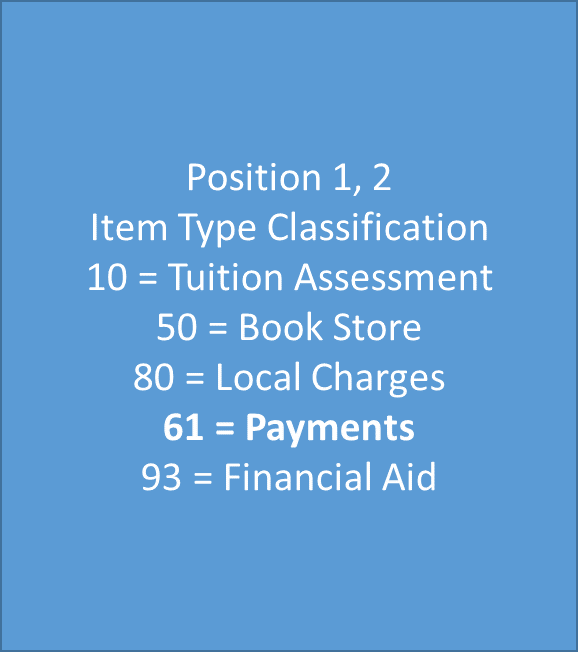 Position 1, 2
Item Type Classification
10 = Tuition Assessment
50 = Book Store
80 = Local Charges
61 = Payments
93 = Financial Aid